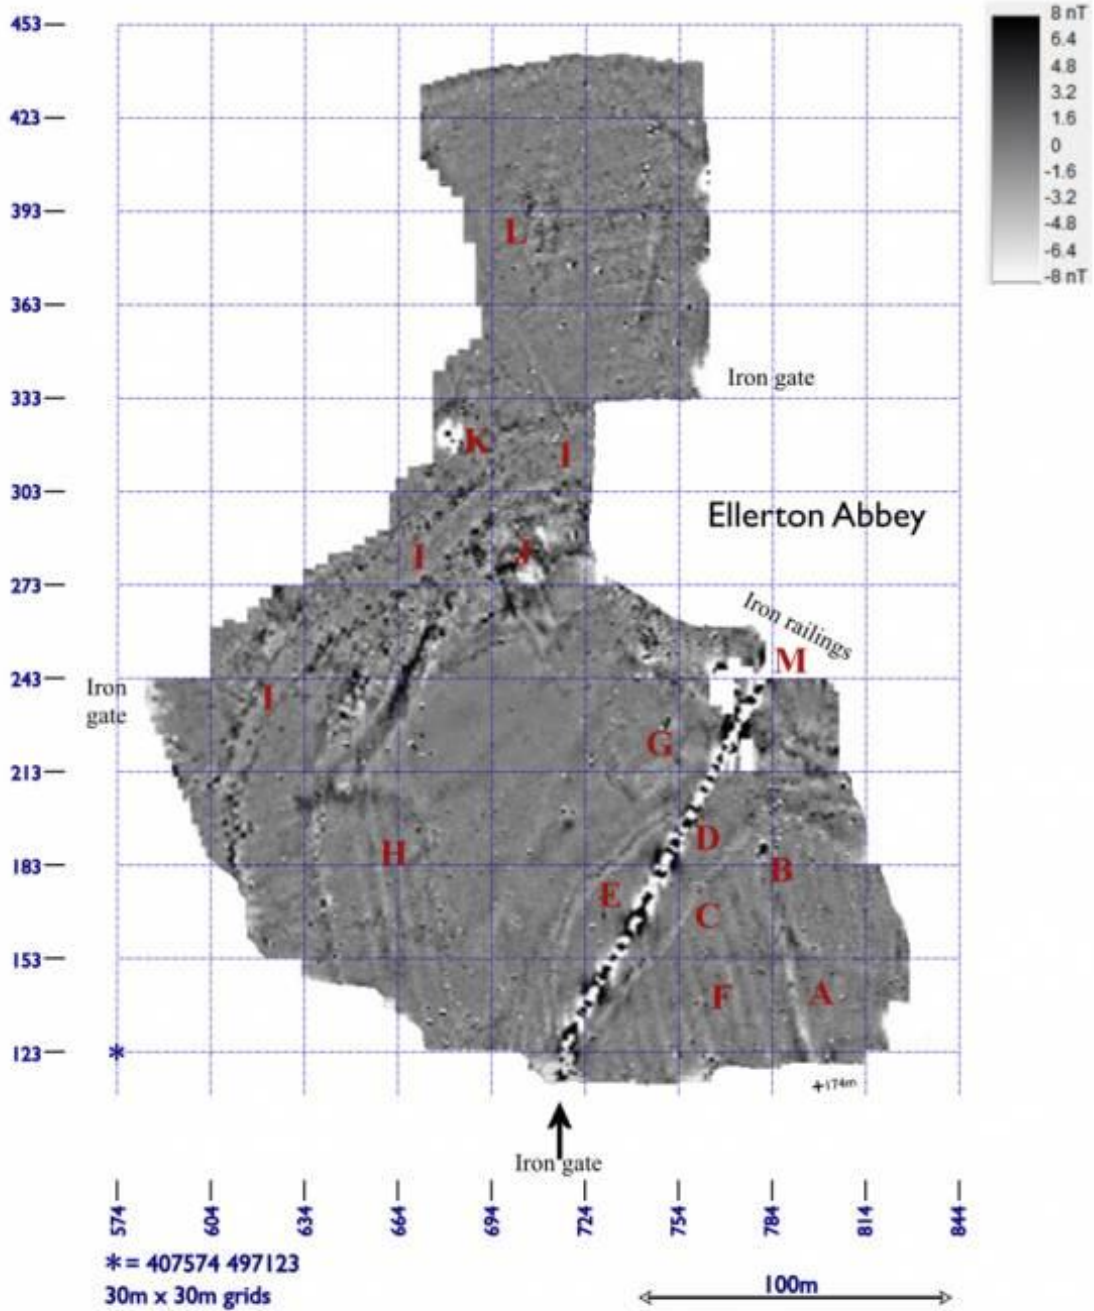 453
8 nT
6.4
4.8
3.2
1.6
0
-1.6
-3.2
-4.8
-6.4
-8 nT
423
393
L
363
Iron gate
333
K
I
303
Ellerton Abbey
I
J
273
Iron railings
M
243
Iron
gate
I
G
213
D
H
B
183
E
C
153
F
A
123
*
+174m
Iron gate
574
604
634
664
694
724
754
784
814
844
*= 407574 497123
30m x 30m grids
100m